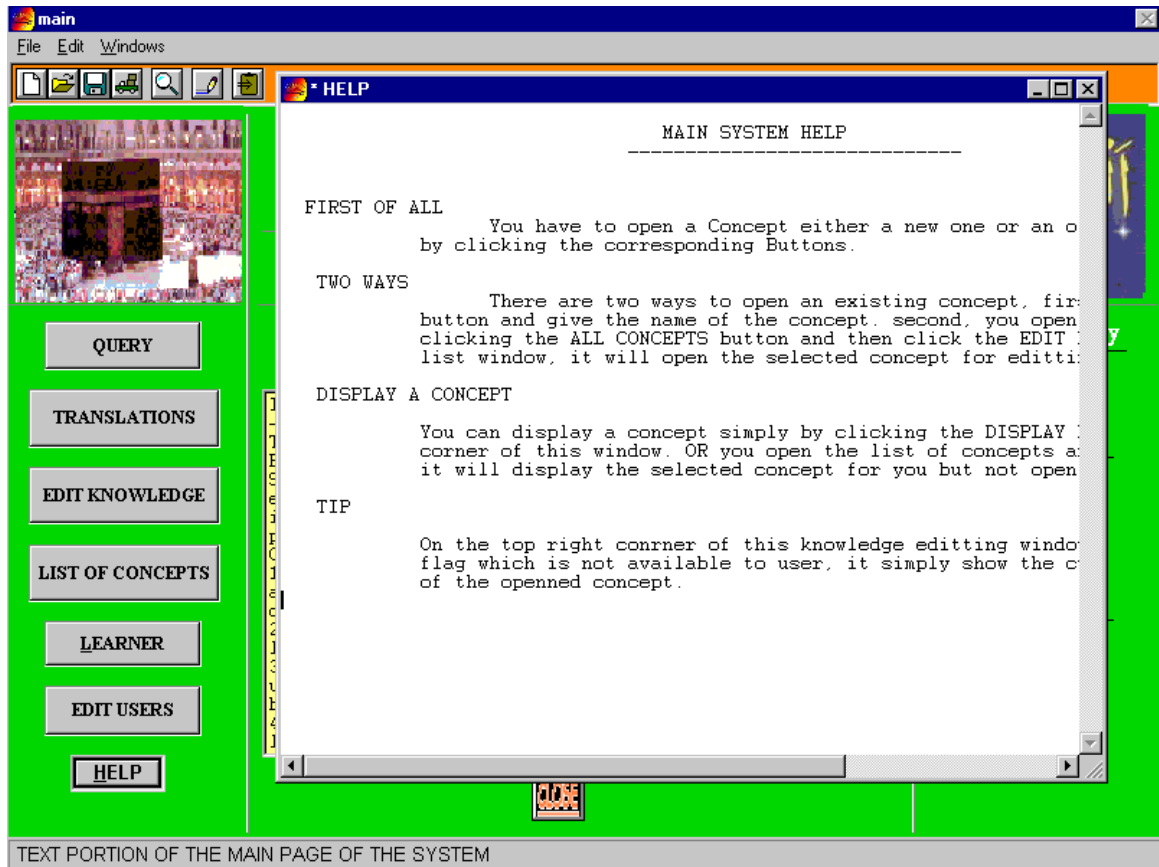 main
File Edit Windows
* HELP
MAIN SYSTEM HELP
-----------------------------
FIRST OF ALL
You have to open a Concept either a new one or an o
by clicking the corresponding Buttons.
TWO WAYS
There are two ways to open an existing concept, fir
button and give the name of the concept. second, you open
clicking the ALL CONCEPTS button and then click the EDIT
list window, it will open the selected concept for editti
DISPLAY A CONCEPT
You can display a concept simply by clicking the DISPLAY
corner of this window. OR you open the list of concepts a
it will display the selected concept for you but not open
TIP
On the top right conrner of this knowledge editting windo
flag which is not available to user, it simply show the c
of the openned concept.
QUERY
TRANSLATIONS
EDIT KNOWLEDGE
LIST OF CONCEPTS
LEARNER
EDIT USERS
HELP
CLOSE
TEXT PORTION OF THE MAIN PAGE OF THE SYSTEM